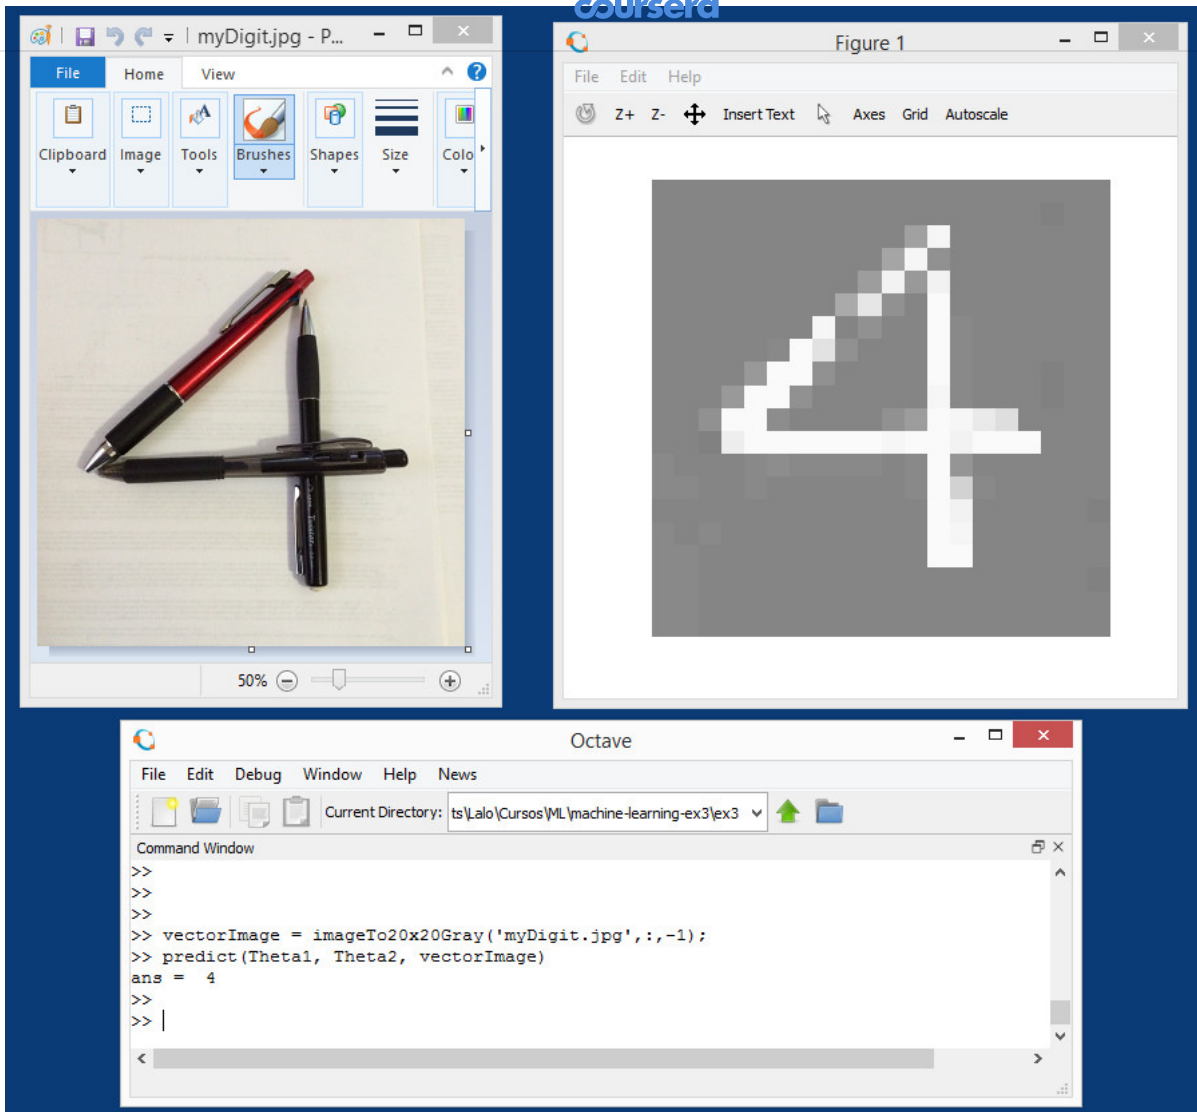 coursera
myDigit.jpg - P...
File Home View
Clipboard Image Tools Brushes Shapes Size Colo
50%
Figure 1
File Edit Help
Z+ Z- Insert Text Axes Grid Autoscale
Octave
File Edit Debug Window Help News
Current Directory: ts\Lalo\Cursos\ML\machine-learning-ex3\ex3
Command Window
>>
>>
>>
>> vectorImage = imageTo20x20Gray('myDigit.jpg',:,-1);
>> predict(Theta1, Theta2, vectorImage)
ans =  4
>>
>>